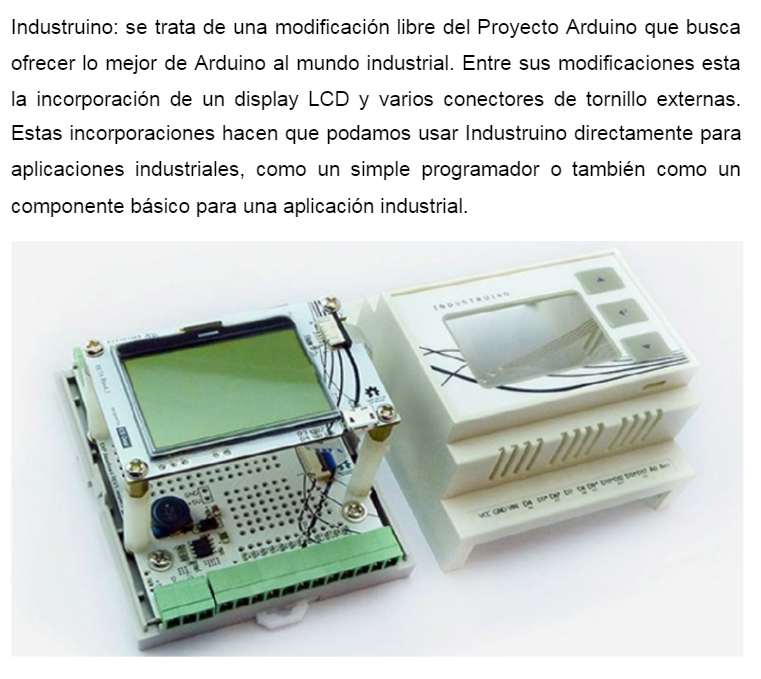 Industruino: se trata de una modificación libre del Proyecto Arduino que busca
ofrecer lo mejor de Arduino al mundo industrial. Entre sus modificaciones esta
la incorporación de un display LCD y varios conectores de tornillo externas.
Estas incorporaciones hacen que podamos usar Industruino directamente para
aplicaciones industriales, como un simple programador o también como un
componente básico para una aplicación industrial.
INDUSTRUINO
GND
+5V
VCC GND VIN D4